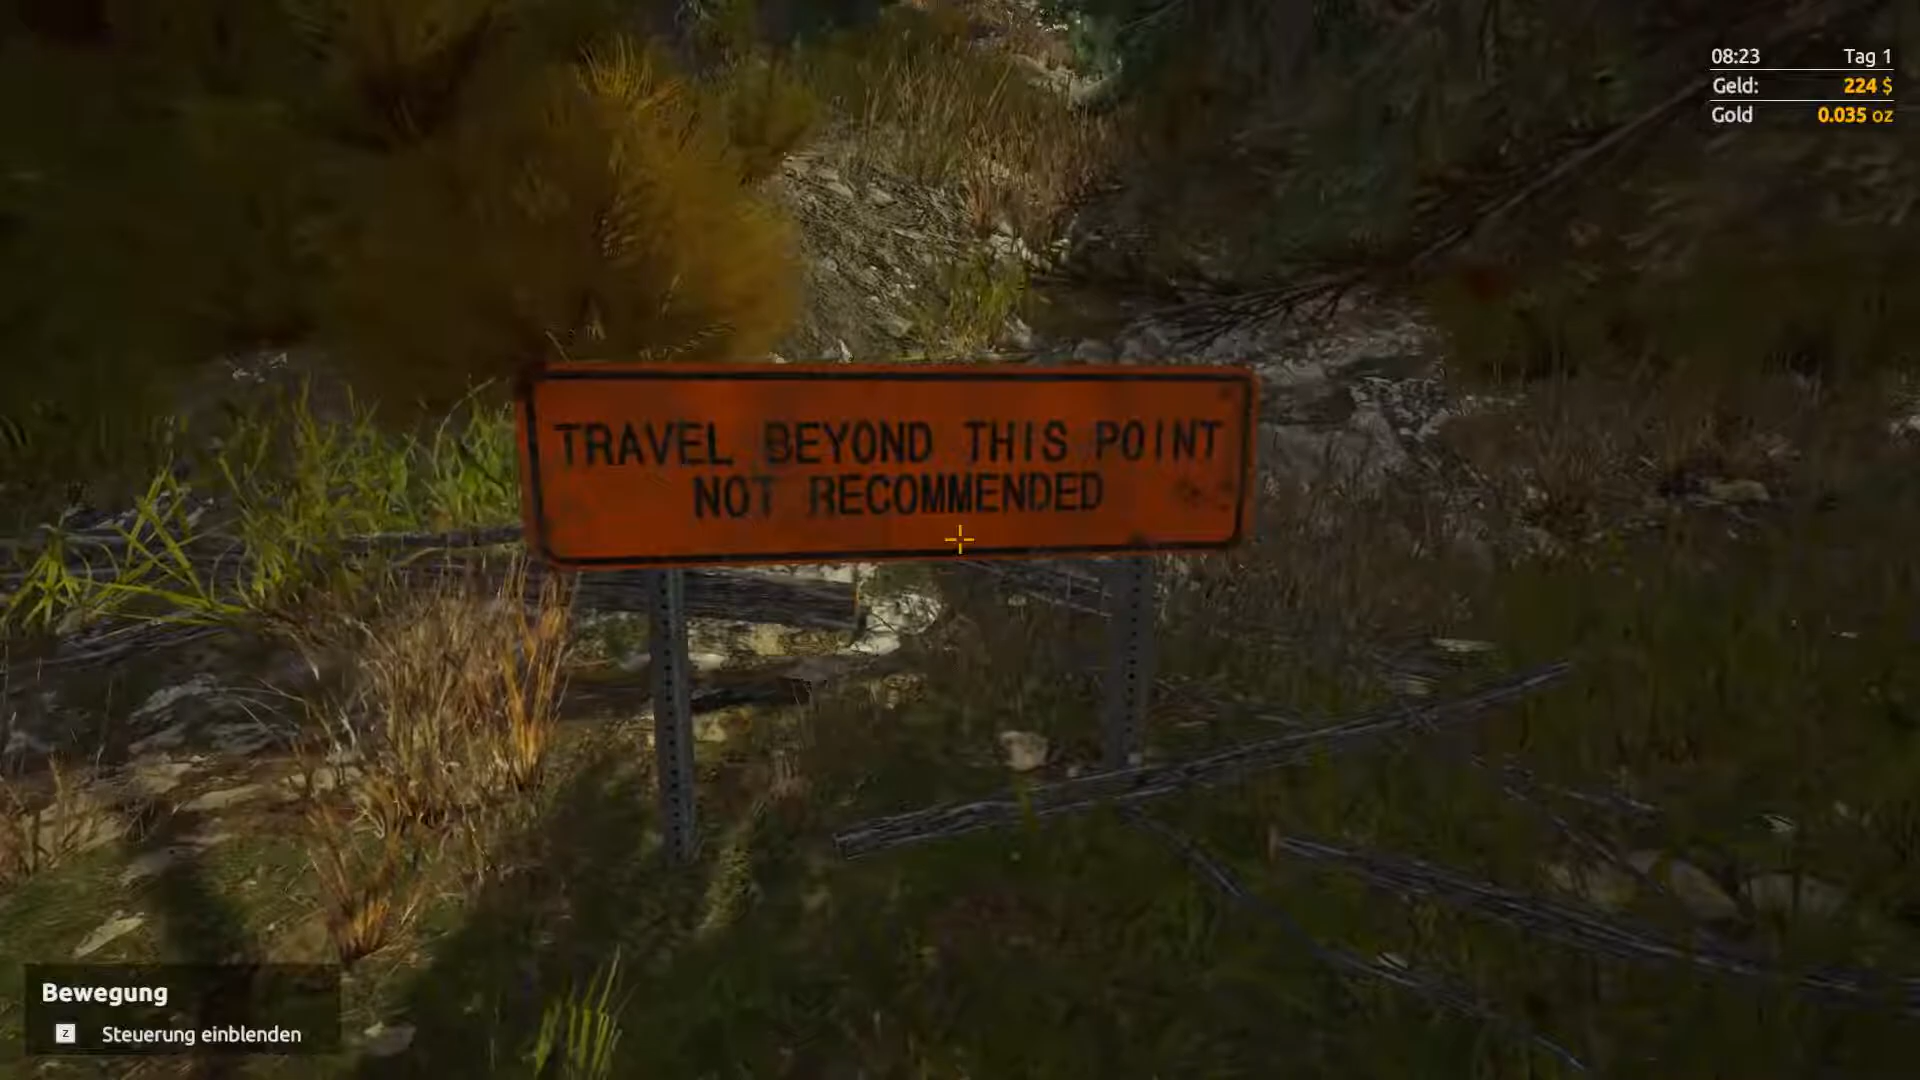 08:23 Tag 1
Geld: 224 $
Gold 0.035 oz
TRAVEL BEYOND THIS POINT
NOT RECOMMENDED
Bewegung
z Steuerung einblenden